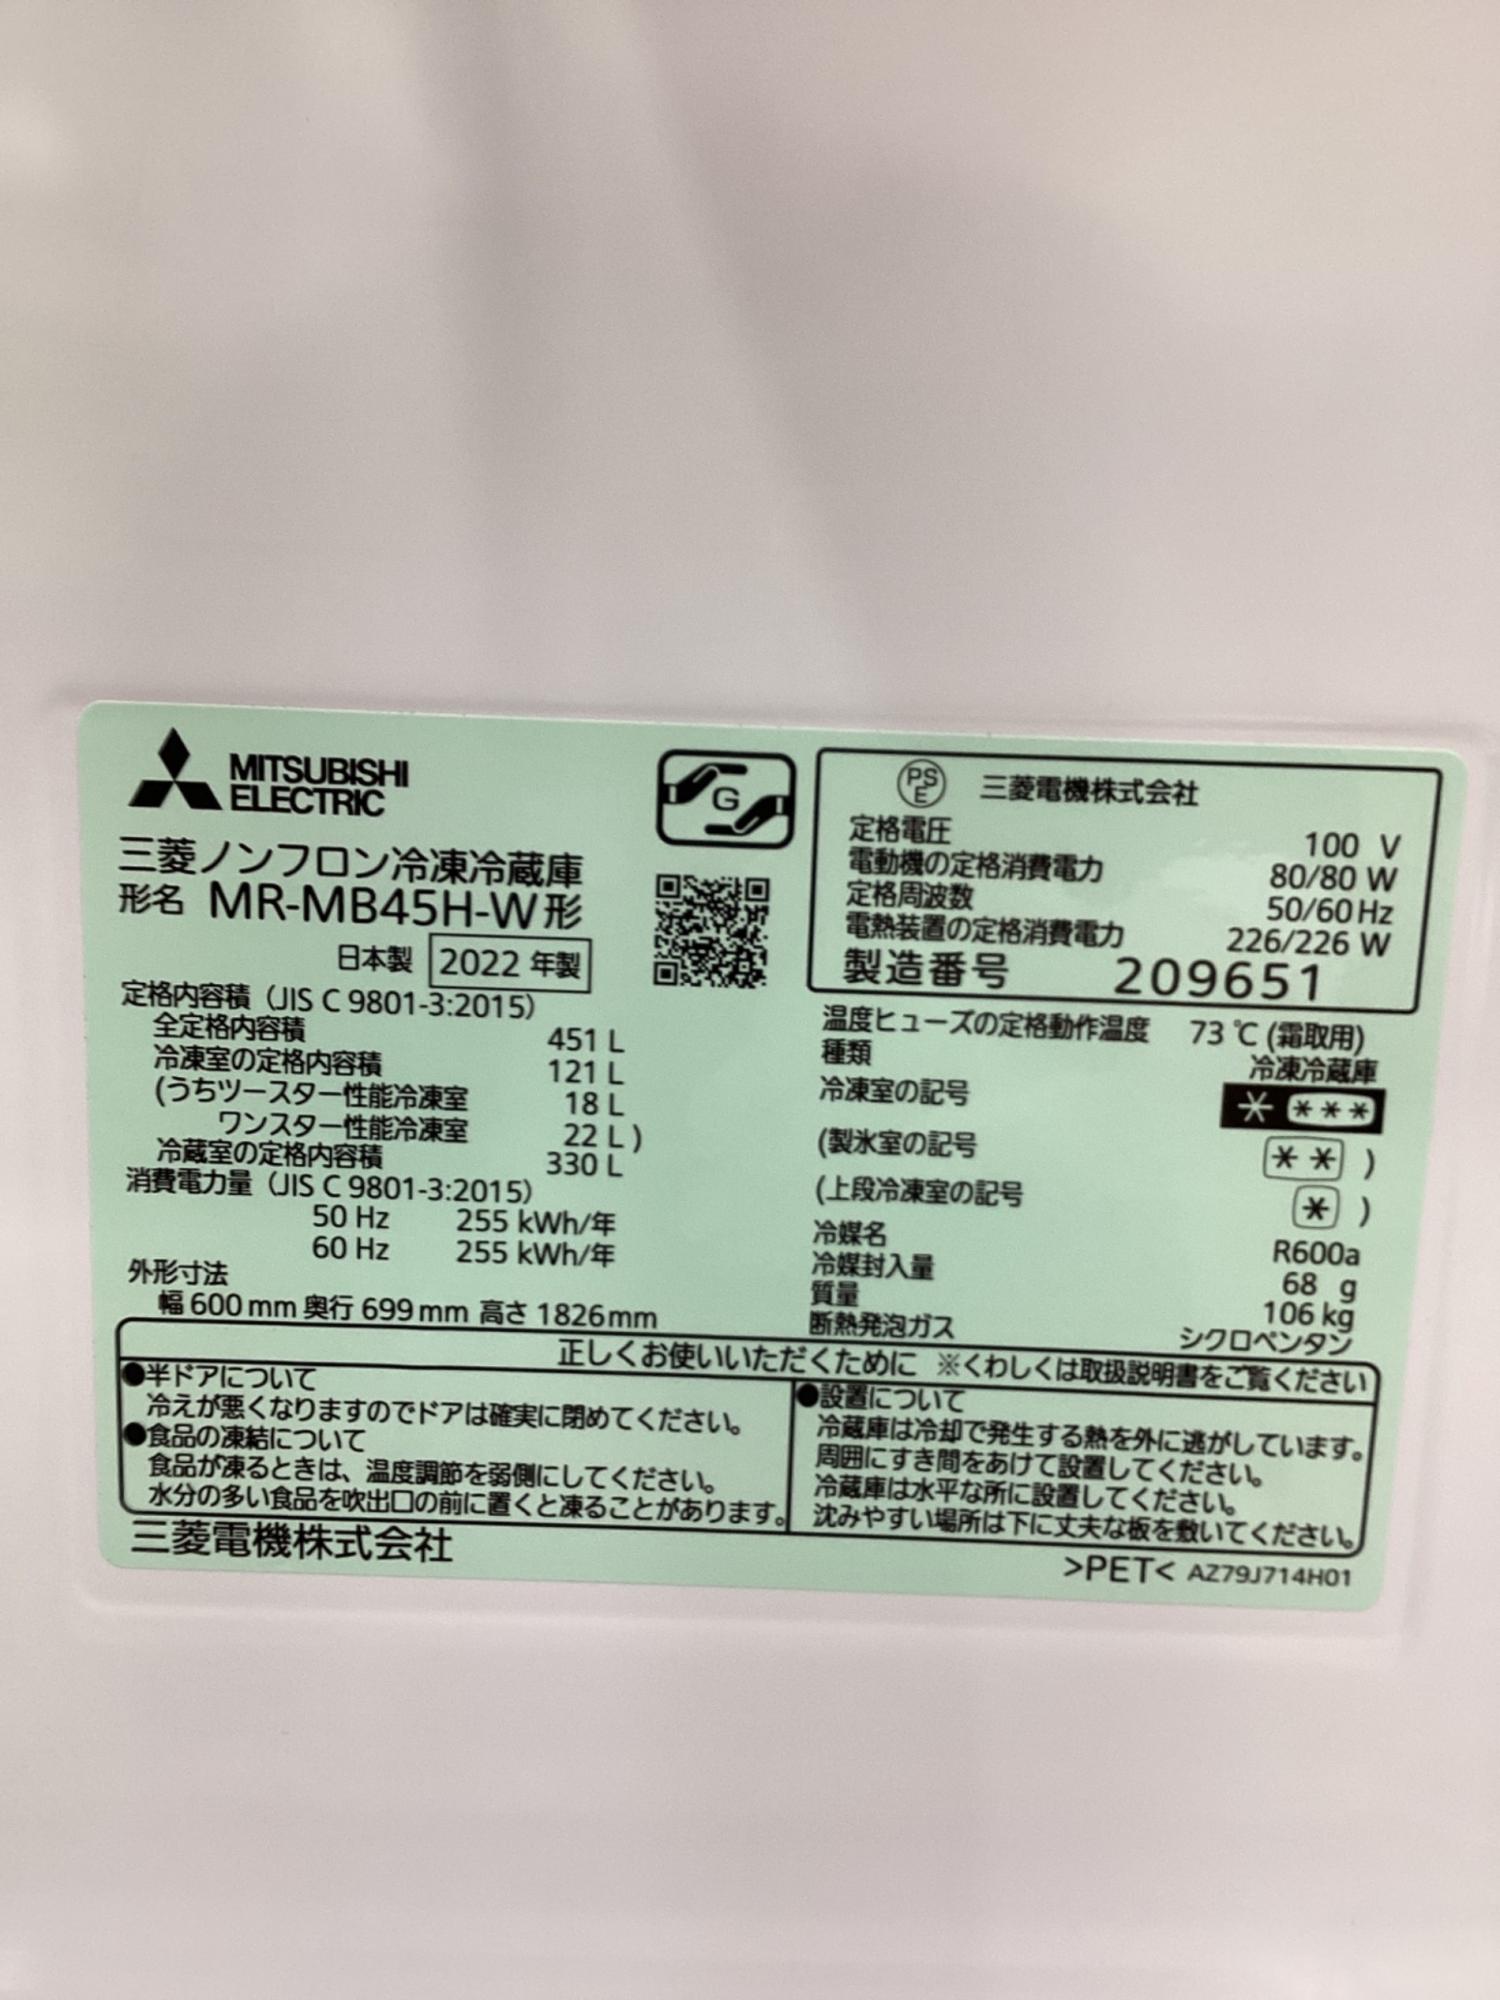 MITSUBISHI
ELECTRIC
三菱ノンフロン冷凍冷蔵庫
形名 MR-MB45H-W形
日本製 2022 年製
定格内容積（JIS C 9801-3:2015）
全定格内容積 451 L
冷凍室の定格内容積 121 L
(うちツースター性能冷凍室 18 L
ワンスター性能冷凍室 22 L )
冷蔵室の定格内容積 330 L
消費電力量（JIS C 9801-3:2015）
50 Hz 255 kWh/年
60 Hz 255 kWh/年
外形寸法
幅 600 mm 奥行 699 mm 高さ 1826 mm
G
PS
E
三菱電機株式会社
定格電圧 100 V
電動機の定格消費電力 80/80 W
定格周波数 50/60 Hz
電熱装置の定格消費電力 226/226 W
製造番号 209651
温度ヒューズの定格動作温度 73 ℃ (霜取用)
種類 冷凍冷蔵庫
冷凍室の記号 * ***
(製氷室の記号 ** )
(上段冷凍室の記号 * )
冷媒名 R600a
冷媒封入量 68 g
質量 106 kg
断熱発泡ガス シクロペンタン
正しくお使いいただくために ※くわしくは取扱説明書をご覧ください
●半ドアについて
冷えが悪くなりますのでドアは確実に閉めてください。
●食品の凍結について
食品が凍るときは、温度調節を弱側にしてください。
水分の多い食品を吹出口の前に置くと凍ることがあります。
●設置について
冷蔵庫は冷却で発生する熱を外に逃がしています。
周囲にすき間をあけて設置してください。
冷蔵庫は水平な所に設置してください。
沈みやすい場所は下に丈夫な板を敷いてください。
三菱電機株式会社
>PET< AZ79J714H01